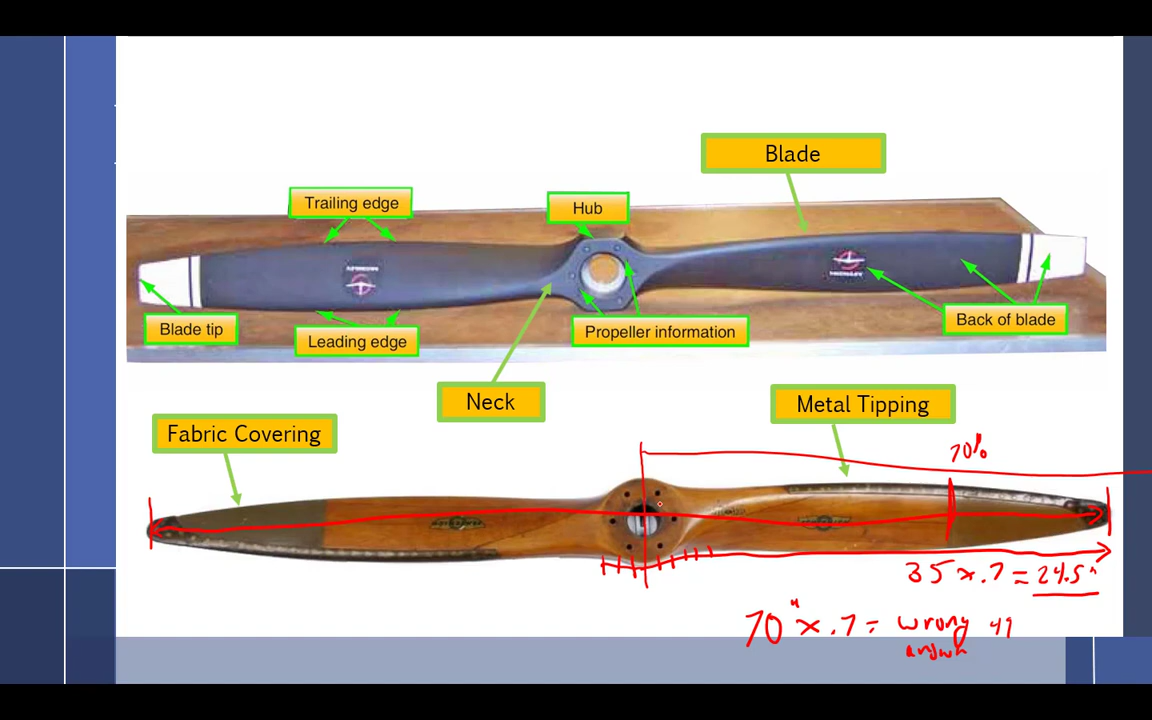 Blade
Trailing edge
Hub
Blade tip
Leading edge
Propeller information
Back of blade
Neck
Metal Tipping
Fabric Covering
70%
35 x .7 = 24.5"
70" x .7 = wrong 49
answ